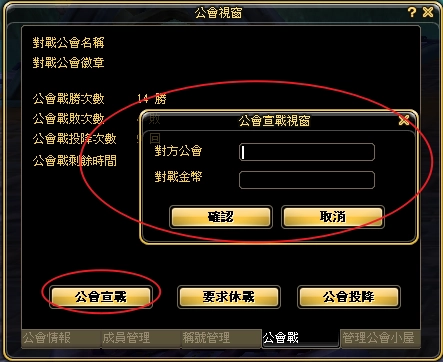 公會視窗
對戰公會名稱
對戰公會徽章
公會戰勝次數 14 勝
公會戰敗次數
公會戰投降次數
公會戰剩餘時間
公會宣戰視窗
對方公會
對戰金幣
確認 取消
公會宣戰 要求休戰 公會投降
公會情報 成員管理 稱號管理 公會戰 管理公會小屋